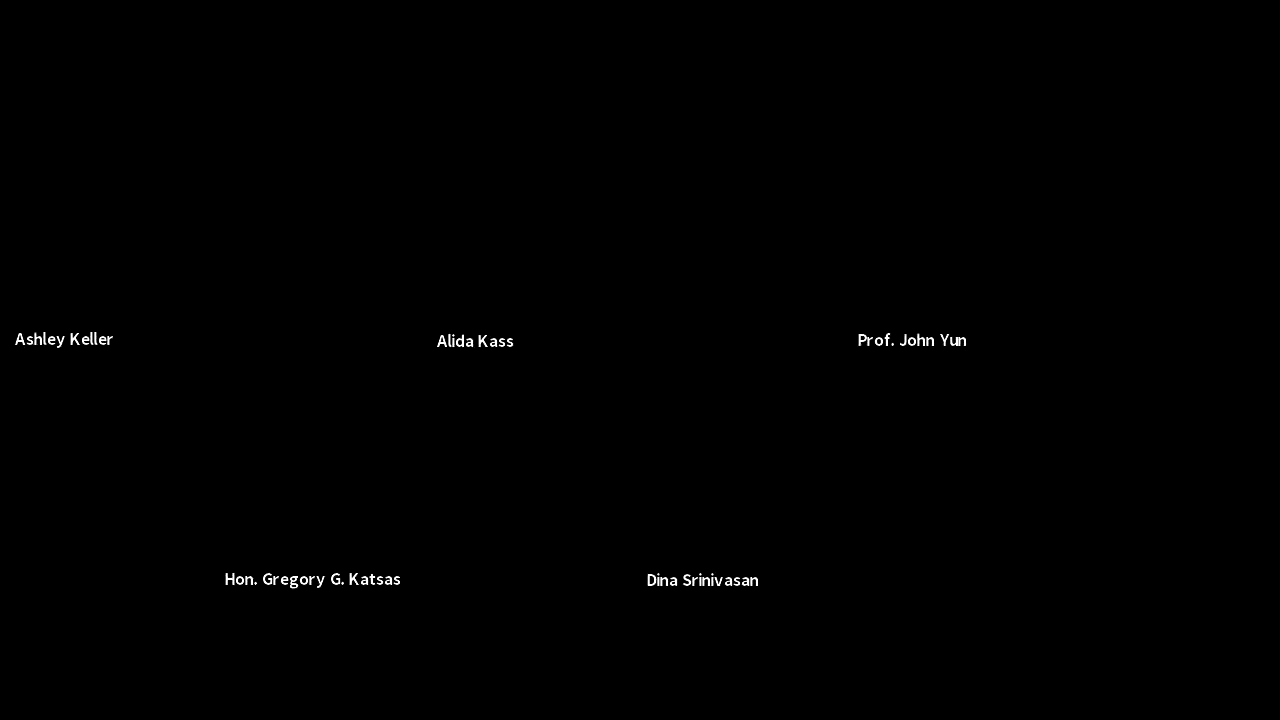 Ashley Keller
Alida Kass
Prof. John Yun
Hon. Gregory G. Katsas
Dina Srinivasan